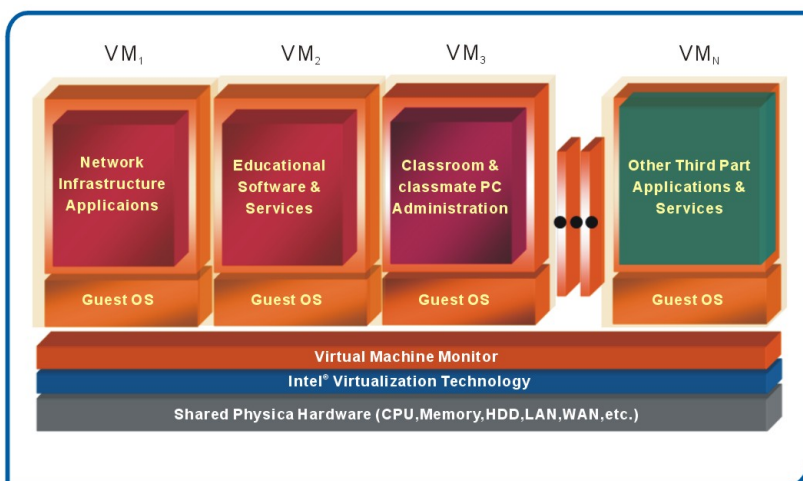 VM₁
VM₂
VM₃
VM_N
Network
Infrastructure
Applicaions
Educational
Software &
Services
Classroom &
classmate PC
Administration
Other Third Part
Applications &
Services
Guest OS
Guest OS
Guest OS
Guest OS
Virtual Machine Monitor
Intel® Virtualization Technology
Shared Physica Hardware (CPU,Memory,HDD,LAN,WAN,etc.)